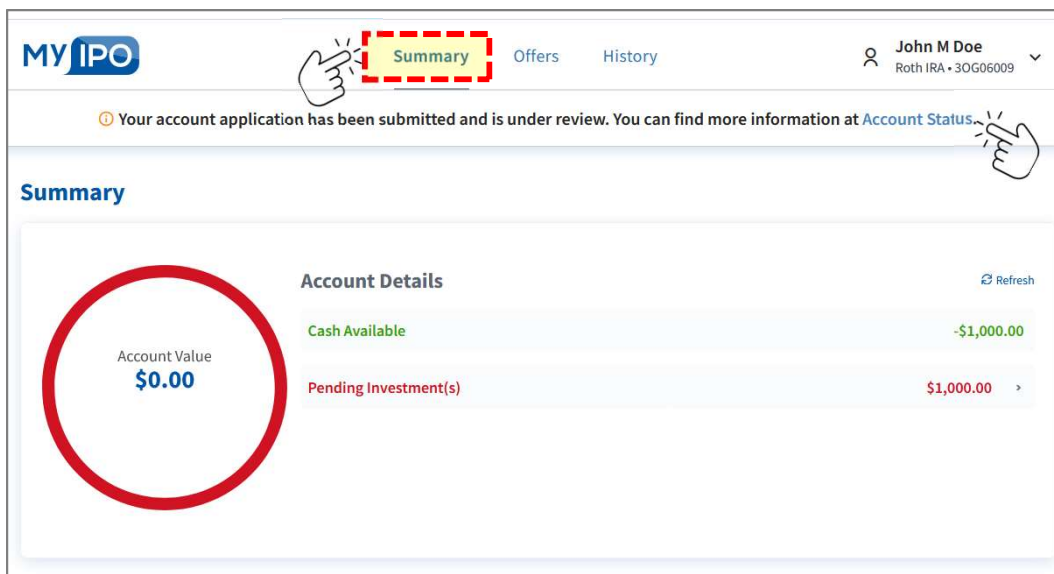 MY IPO
Summary Offers History
John M Doe
Roth IRA • 3OG06009
Your account application has been submitted and is under review. You can find more information at Account Status.
Summary
Account Details
Refresh
Cash Available -$1,000.00
Account Value
$0.00
Pending Investment(s) $1,000.00 >